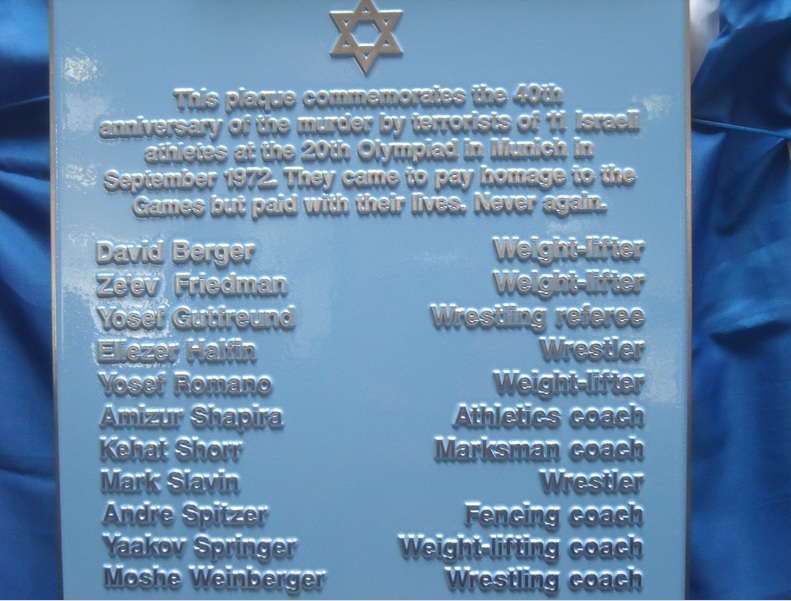 This plaque commemorates the 40th
anniversary of the murder by terrorists of 11 Israeli
athletes at the 20th Olympiad in Munich in
September 1972. They came to pay homage to the
Games but paid with their lives. Never again.
David Berger Weight-lifter
Ze'ev Friedman Weight-lifter
Yosef Gutfreund Wrestling referee
Eliezer Halfin Wrestler
Yosef Romano Weight-lifter
Amizur Shapira Athletics coach
Kehat Shorr Marksman coach
Mark Slavin Wrestler
Andre Spitzer Fencing coach
Yaakov Springer Weight-lifting coach
Moshe Weinberger Wrestling coach